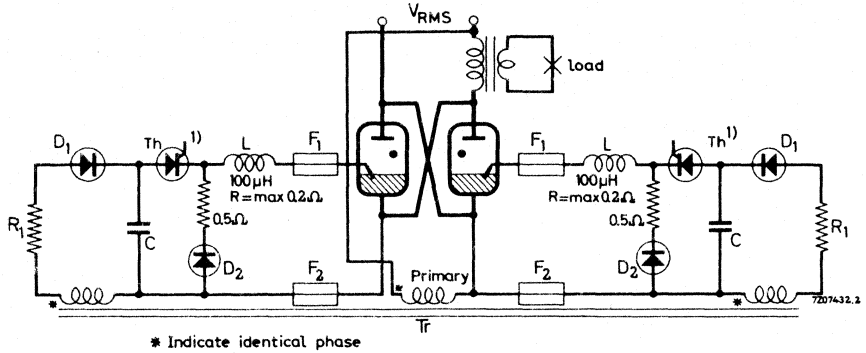 V_RMS
load
D₁
Th ¹⁾
L
F₁
F₁
L
Th ¹⁾
D₁
100μH
R=max 0.2Ω
100μH
R=max 0.2Ω
R₁
C
0.5Ω
0.5Ω
C
R₁
D₂
F₂
Primary
F₂
D₂
*
*
*
7Z07432.2
Tr
* Indicate identical phase